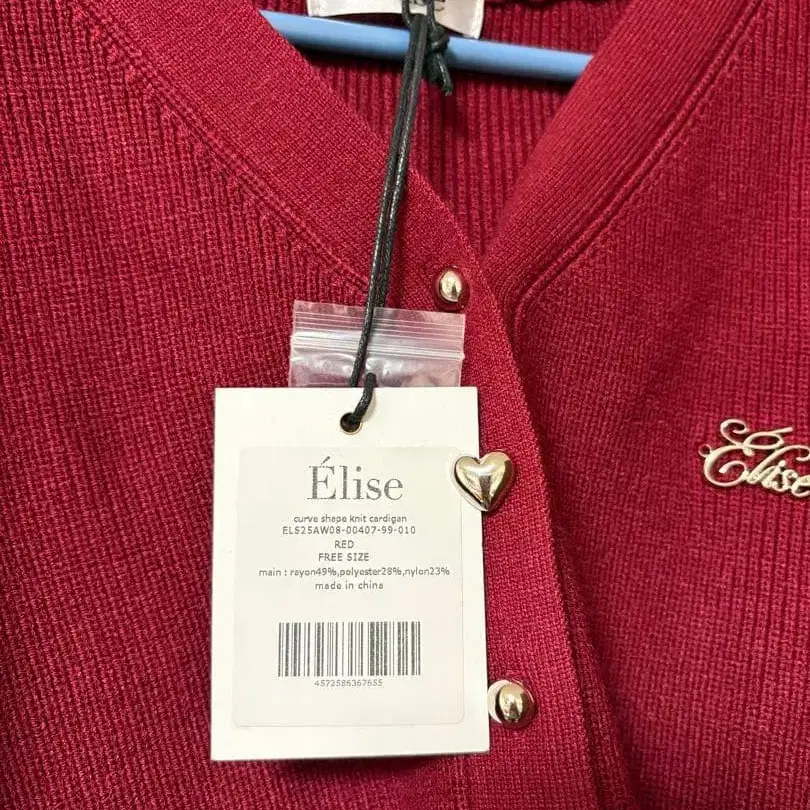 Élise
curve shape knit cardigan
ELS25AW08-00407-99-010
RED
FREE SIZE
main : rayon49%,polyester28%,nylon23%
made in china
4573586367655
Élise